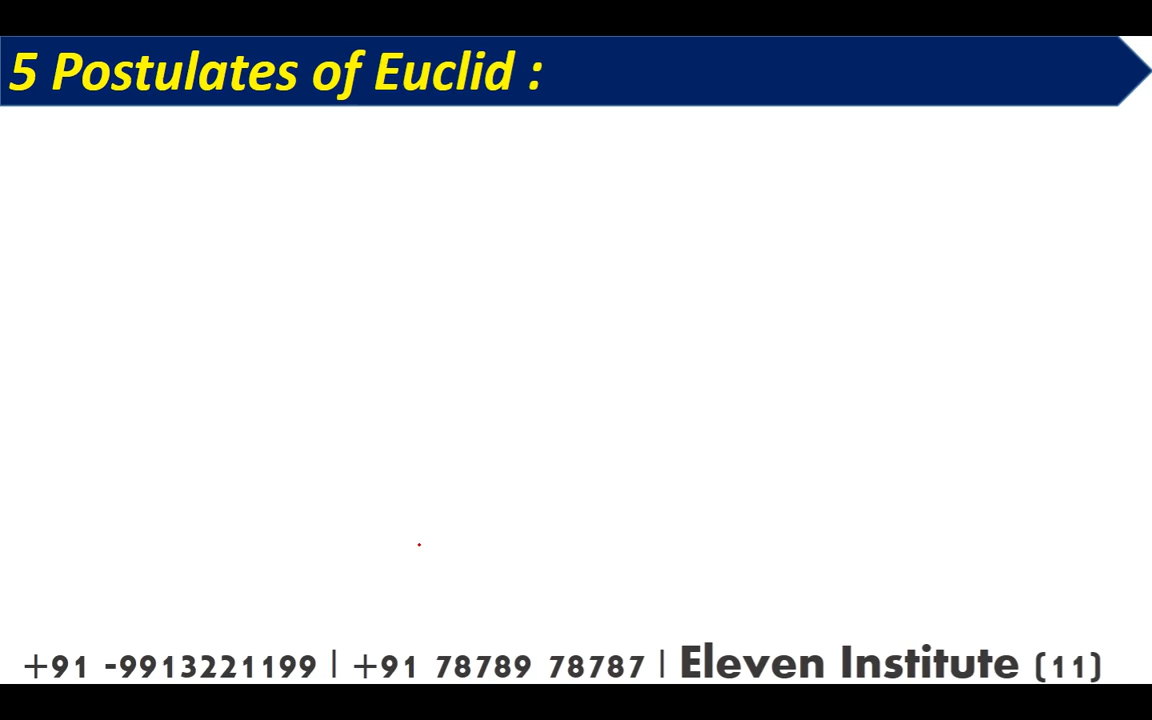 5 Postulates of Euclid :
+91 -9913221199 | +91 78789 78787 | Eleven Institute (11)